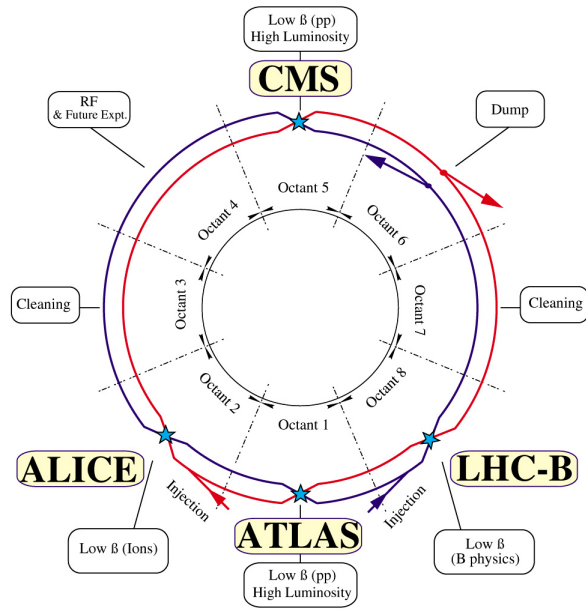 Low ß (pp)
High Luminosity
CMS
RF
& Future Expt.
Dump
Octant 5
Octant 4
Octant 6
Octant 3
Octant 7
Cleaning
Cleaning
Octant 2
Octant 8
Octant 1
ALICE
LHC-B
Injection
Injection
ATLAS
Low ß (Ions)
Low ß
(B physics)
Low ß (pp)
High Luminosity